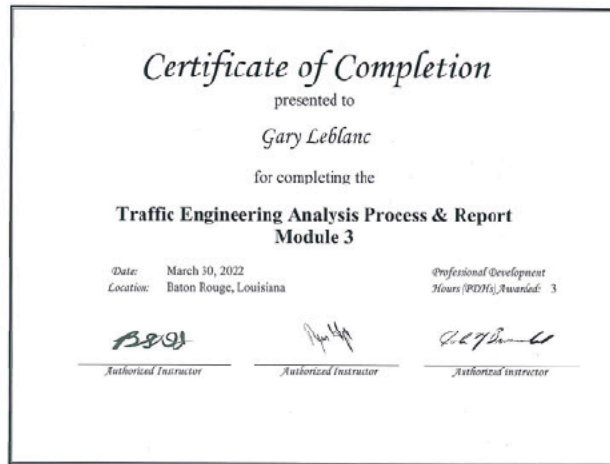 Certificate of Completion
presented to
Gary Leblanc
for completing the
Traffic Engineering Analysis Process & Report
Module 3
Date: March 30, 2022
Location: Baton Rouge, Louisiana
Professional Development
Hours (PDHs) Awarded: 3
Authorized Instructor
Authorized Instructor
Authorized instructor